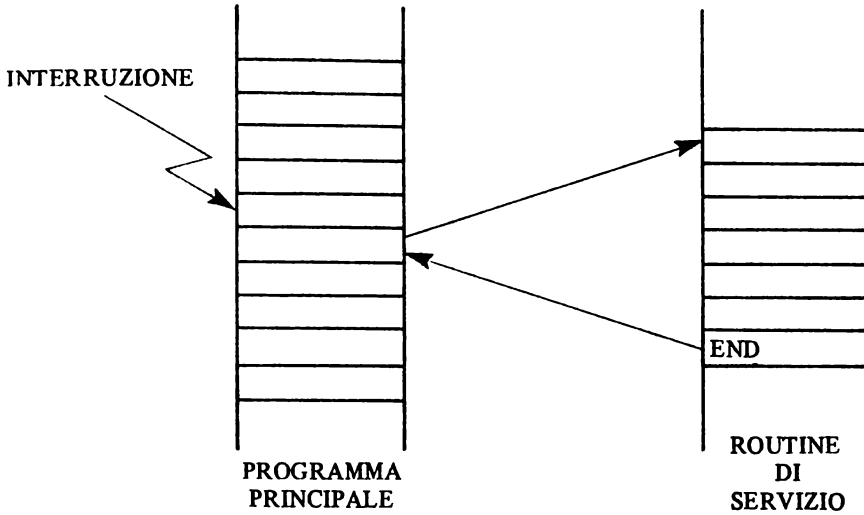 INTERRUZIONE
END
PROGRAMMA
PRINCIPALE
ROUTINE
DI
SERVIZIO